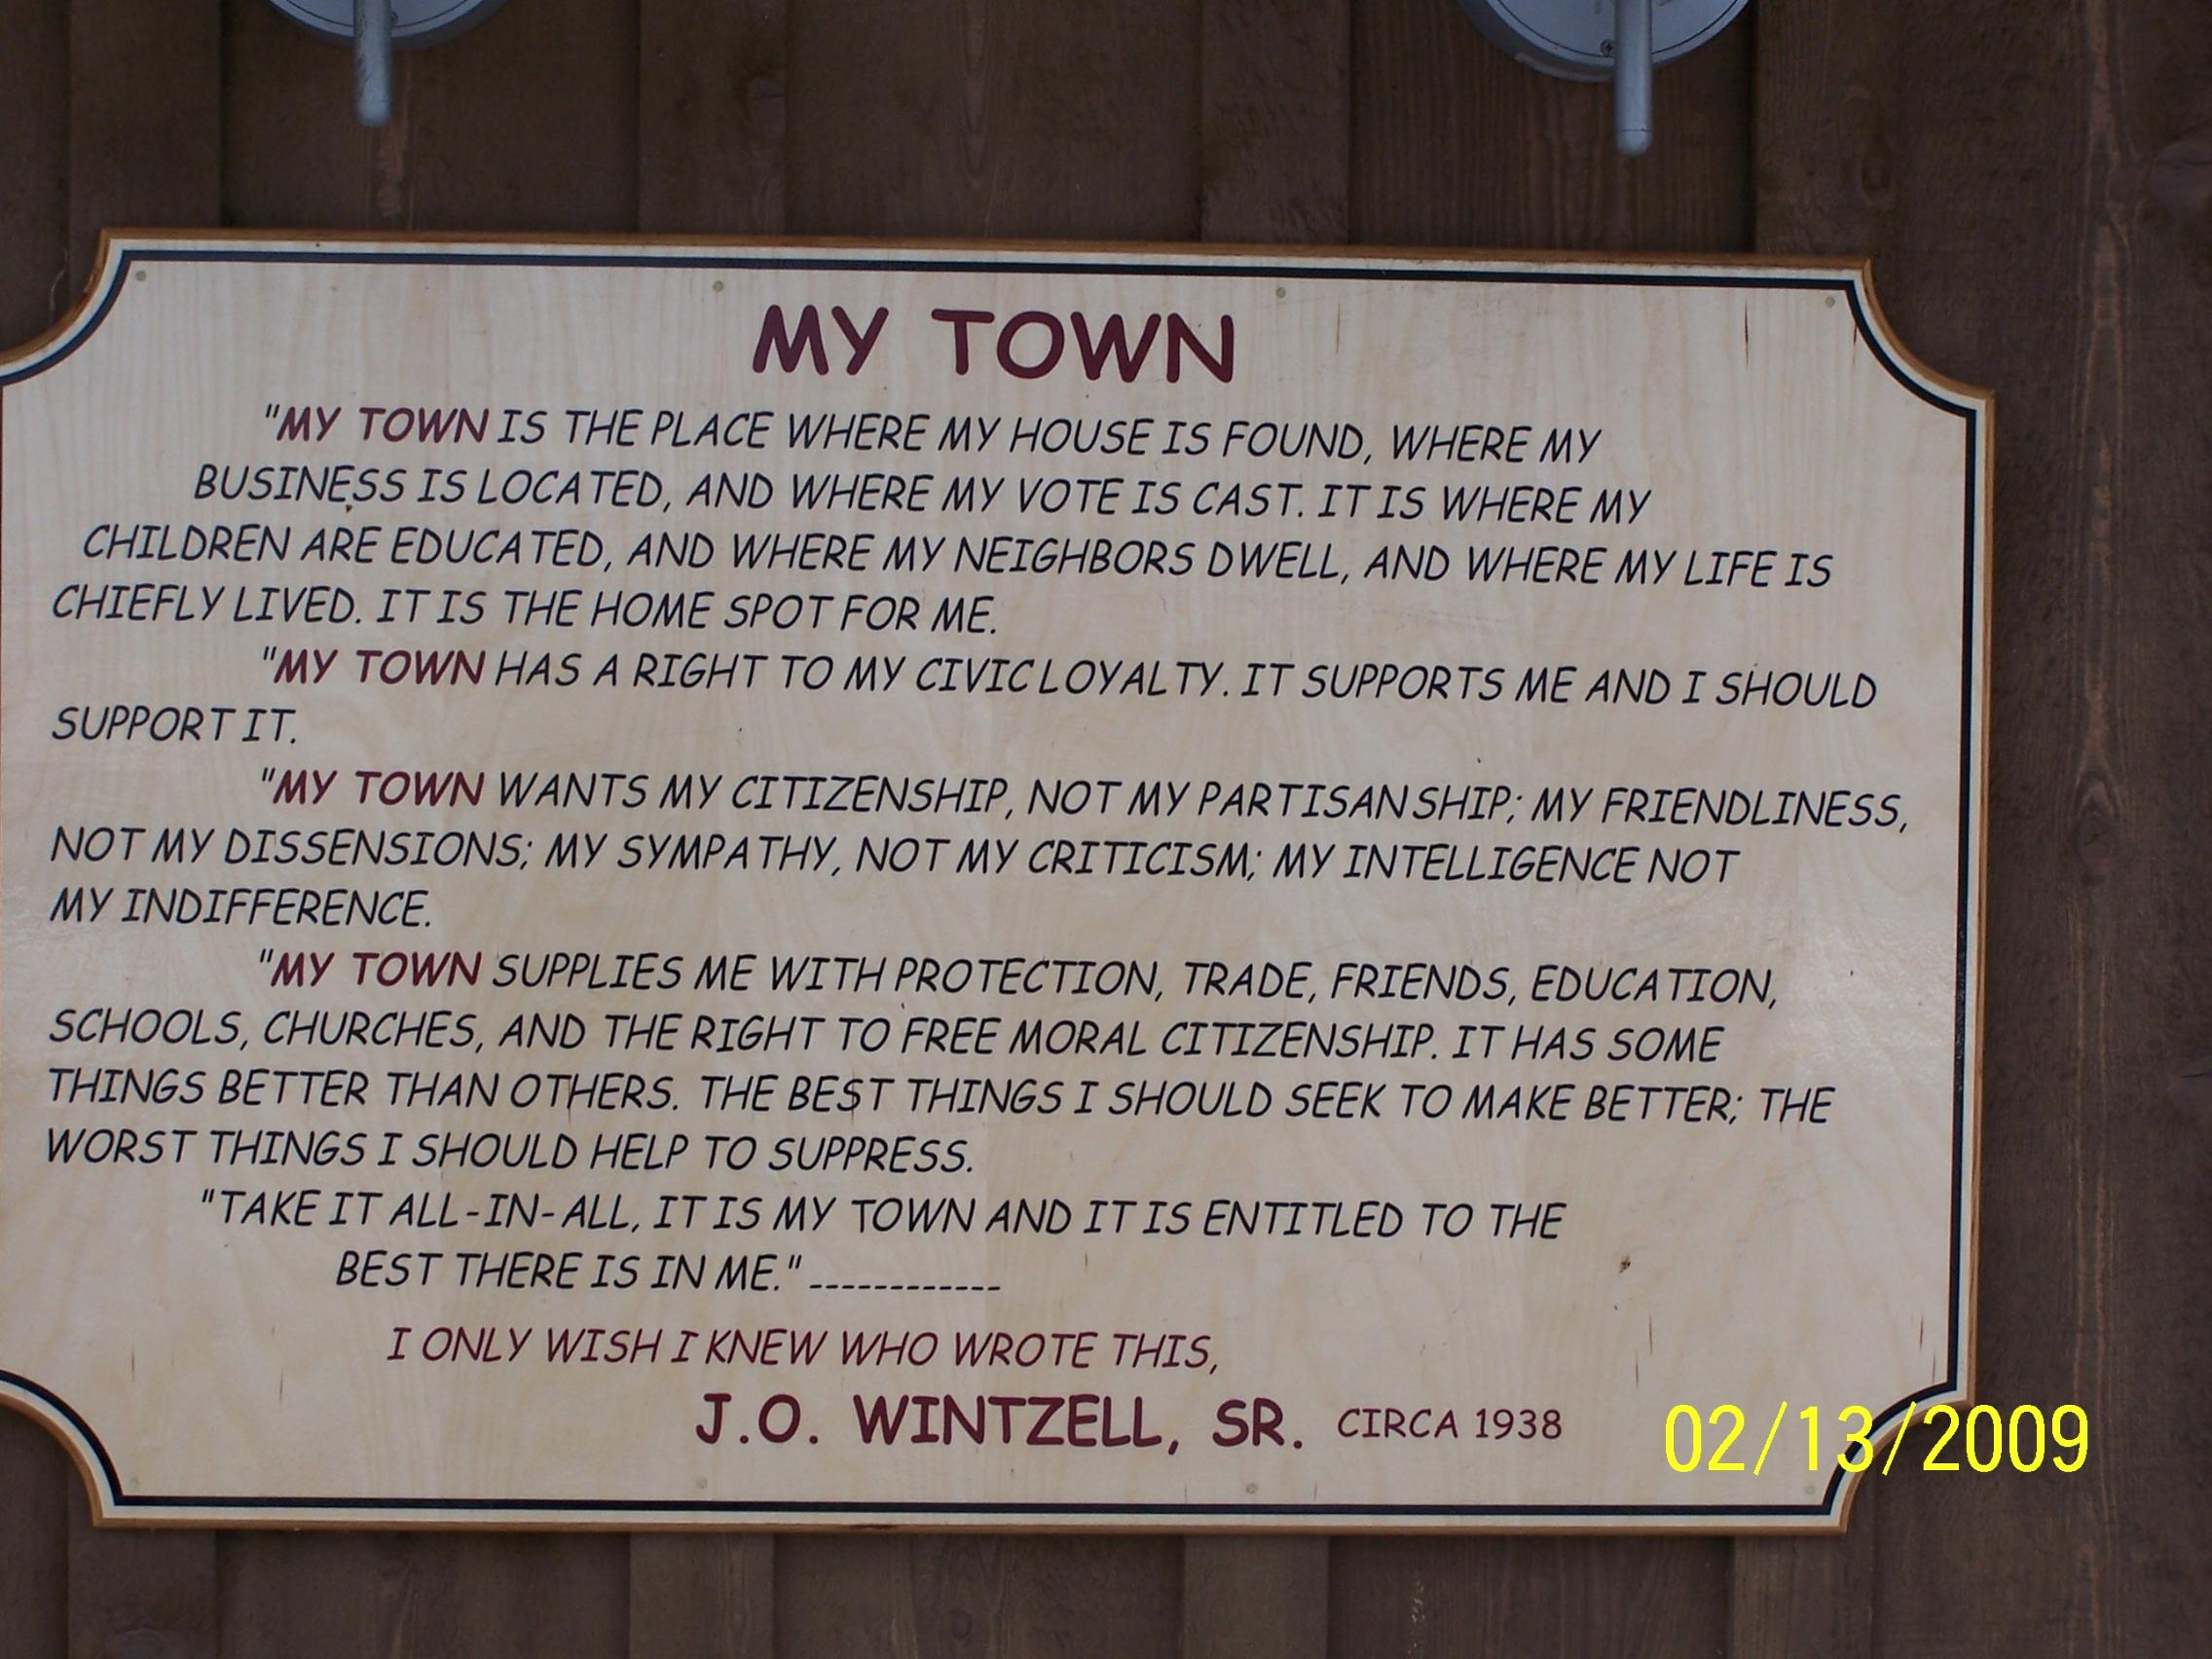 MY TOWN
"MY TOWN IS THE PLACE WHERE MY HOUSE IS FOUND, WHERE MY
BUSINESS IS LOCATED, AND WHERE MY VOTE IS CAST. IT IS WHERE MY
CHILDREN ARE EDUCATED, AND WHERE MY NEIGHBORS DWELL, AND WHERE MY LIFE IS
CHIEFLY LIVED. IT IS THE HOME SPOT FOR ME.
"MY TOWN HAS A RIGHT TO MY CIVIC LOYALTY. IT SUPPORTS ME AND I SHOULD
SUPPORT IT.
"MY TOWN WANTS MY CITIZENSHIP, NOT MY PARTISANSHIP; MY FRIENDLINESS,
NOT MY DISSENSIONS; MY SYMPATHY, NOT MY CRITICISM; MY INTELLIGENCE NOT
MY INDIFFERENCE.
"MY TOWN SUPPLIES ME WITH PROTECTION, TRADE, FRIENDS, EDUCATION,
SCHOOLS, CHURCHES, AND THE RIGHT TO FREE MORAL CITIZENSHIP. IT HAS SOME
THINGS BETTER THAN OTHERS. THE BEST THINGS I SHOULD SEEK TO MAKE BETTER; THE
WORST THINGS I SHOULD HELP TO SUPPRESS.
"TAKE IT ALL-IN-ALL, IT IS MY TOWN AND IT IS ENTITLED TO THE
BEST THERE IS IN ME." ------------
I ONLY WISH I KNEW WHO WROTE THIS,
J.O. WINTZELL, SR. CIRCA 1938
02/13/2009